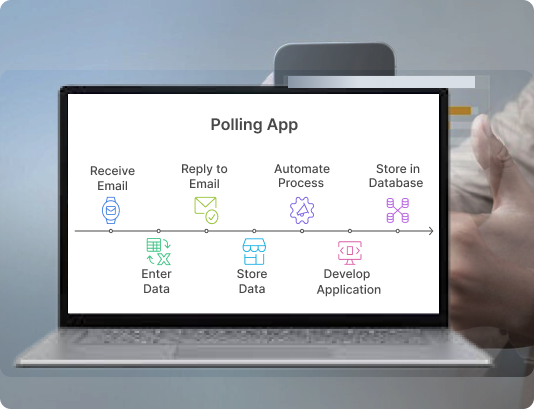 Polling App
Receive
Email
Reply to
Email
Automate
Process
Store in
Database
Enter
Data
Store
Data
Develop
Application